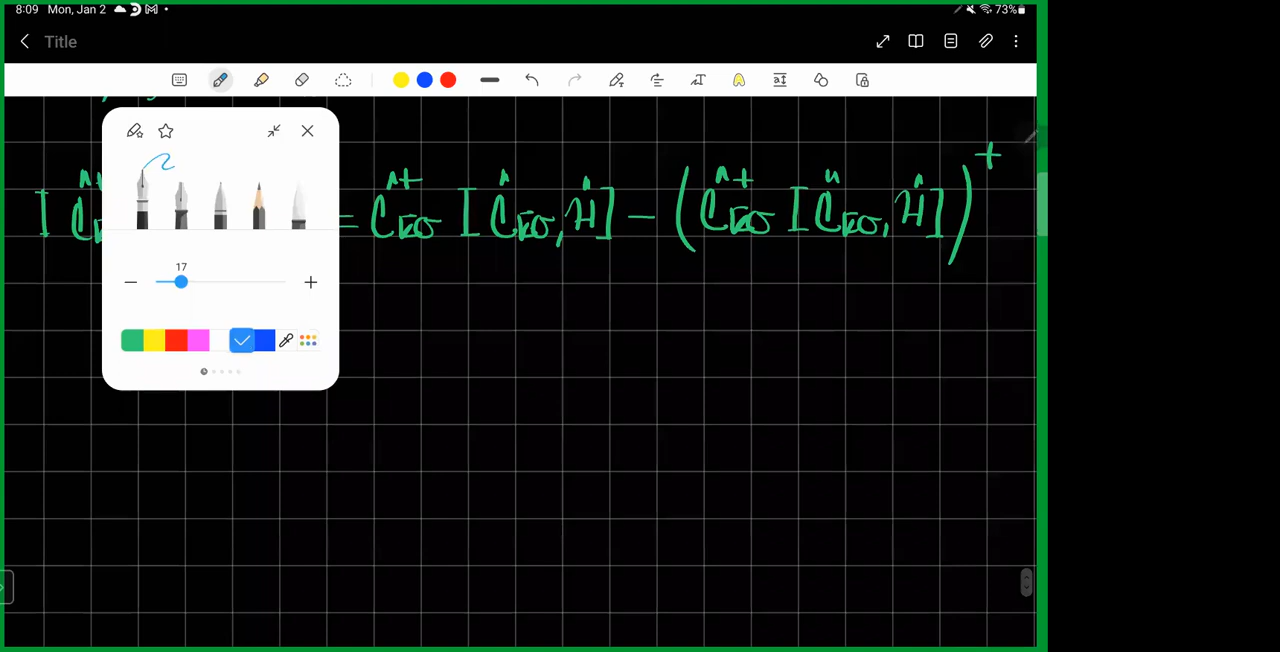 8:09 Mon, Jan 2 73%
Title
17
[ĉ†
= ĉ†kσ [ĉkσ, Ĥ] − (ĉ†kσ [ĉkσ, Ĥ])†